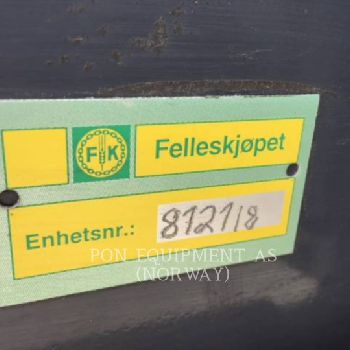 FK Felleskjøpet
Enhetsnr.: 812118
PON EQUIPMENT AS
(NORWAY)